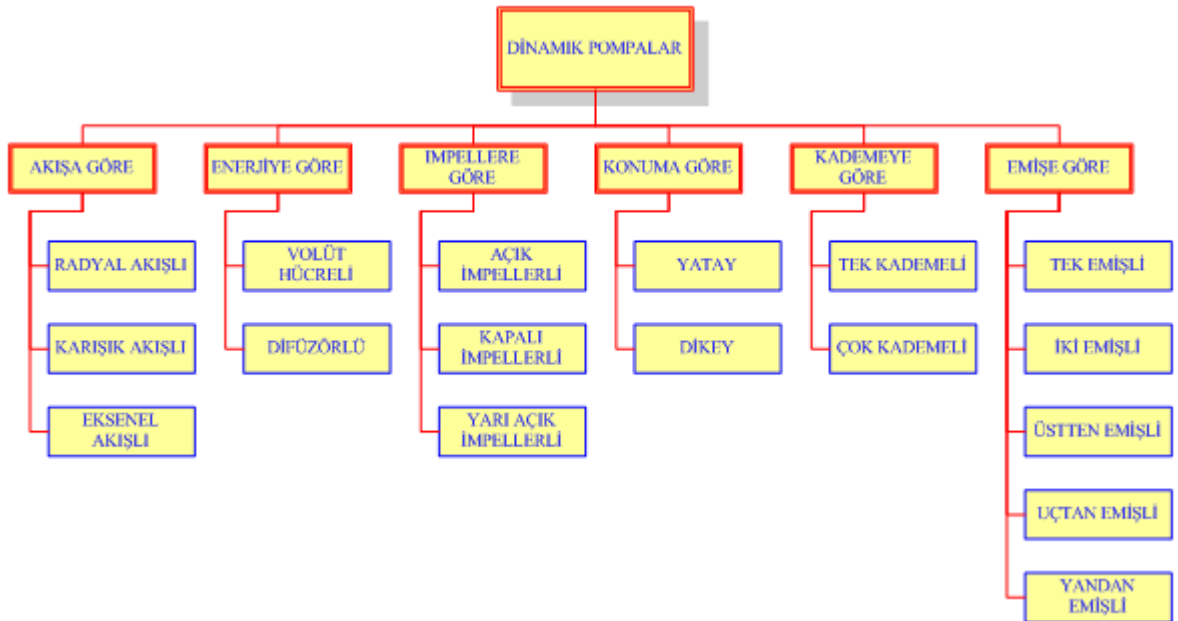 DİNAMIK POMPALAR
AKIŞA GÖRE
RADYAL AKIŞLI
KARIŞIK AKIŞLI
EKSENEL
AKIŞLI
ENERJİYE GÖRE
VOLÜT
HÜCRELİ
DİFÜZÖRLÜ
IMPELLERE
GÖRE
AÇIK
İMPELLERLİ
KAPALI
İMPELLERLİ
YARI AÇIK
İMPELLERLİ
KONUMA GÖRE
YATAY
DİKEY
KADEMEYE
GÖRE
TEK KADEMELİ
ÇOK KADEMELİ
EMİŞE GÖRE
TEK EMİŞLİ
İKİ EMİŞLİ
ÜSTTEN EMİŞLİ
UÇTAN EMİŞLİ
YANDAN
EMİŞLİ